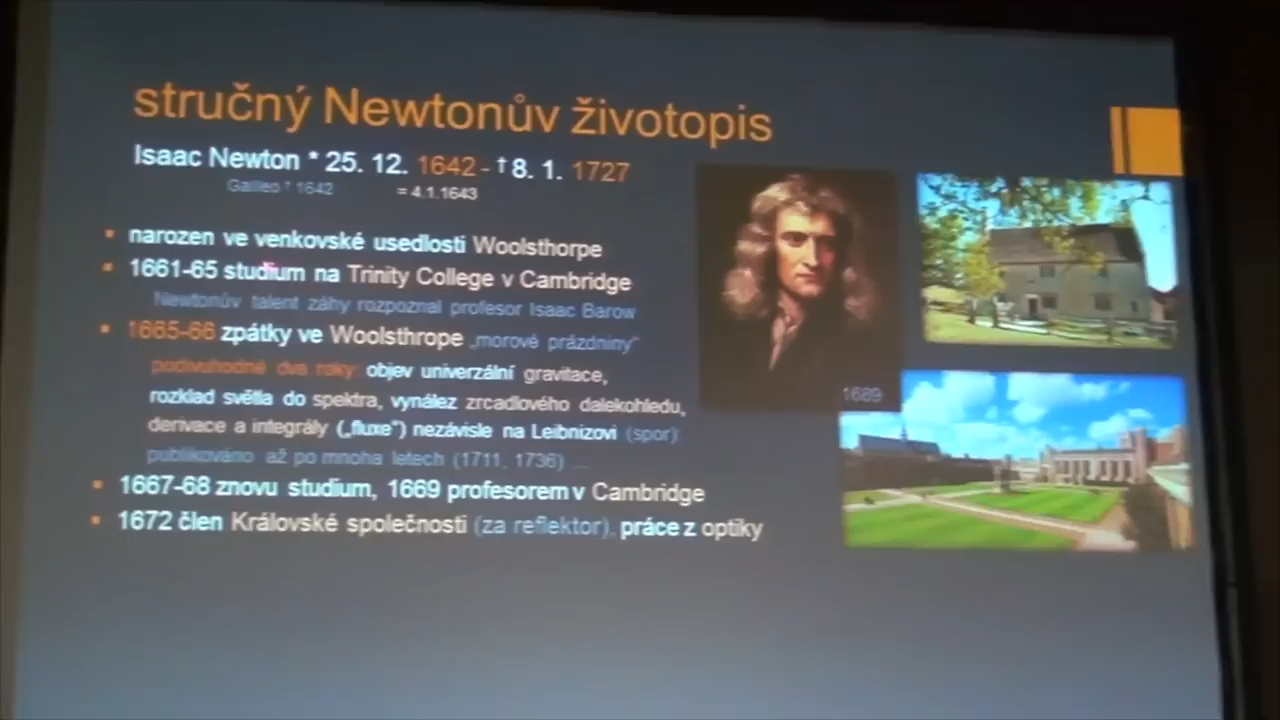 stručný Newtonův životopis
Isaac Newton * 25. 12. 1642 - † 8. 1. 1727
Galileo † 1642 = 4.1.1643
narozen ve venkovské usedlosti Woolsthorpe
1661-65 studium na Trinity College v Cambridge
Newtonův talent záhy rozpoznal profesor Isaac Barow
1665-66 zpátky ve Woolsthrope „morové prázdniny"
podivuhodné dva roky: objev univerzální gravitace,
rozklad světla do spektra, vynález zrcadlového dalekohledu,
derivace a integrály („fluxe") nezávisle na Leibnizovi (spor)
publikováno až po mnoha letech (1711, 1736) ...
1667-68 znovu studium, 1669 profesorem v Cambridge
1672 člen Královské společnosti (za reflektor), práce z optiky
1689